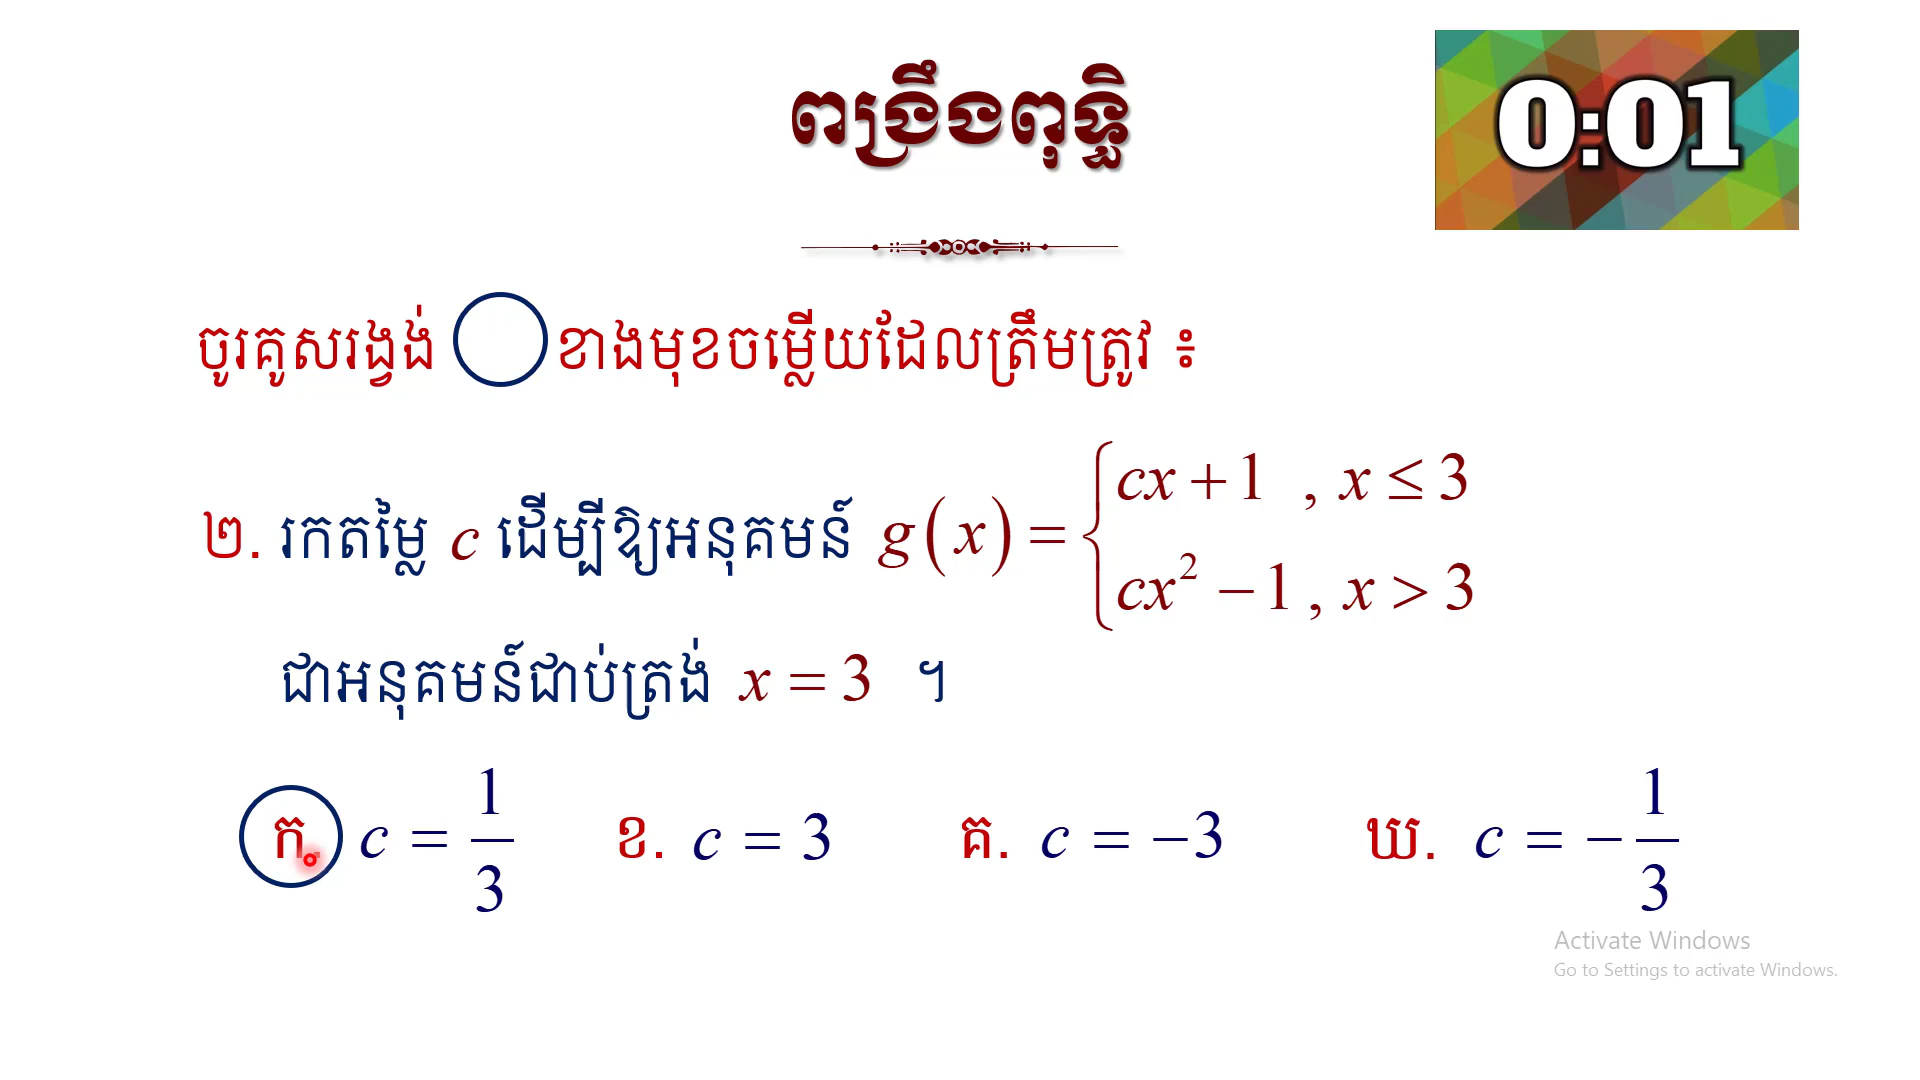 ពង្រឹងពុទ្ធិ
0:01
ចូរគូសរង្វង់ ខាងមុខចម្លើយដែលត្រឹមត្រូវ ៖
២. រកតម្លៃ c ដើម្បីឱ្យអនុគមន៍ g(x) = { cx + 1 , x ≤ 3
cx² − 1 , x > 3
ជាអនុគមន៍ជាប់ត្រង់ x = 3 ។
ក. c = 1/3 ខ. c = 3 គ. c = −3 ឃ. c = −1/3
Activate Windows
Go to Settings to activate Windows.